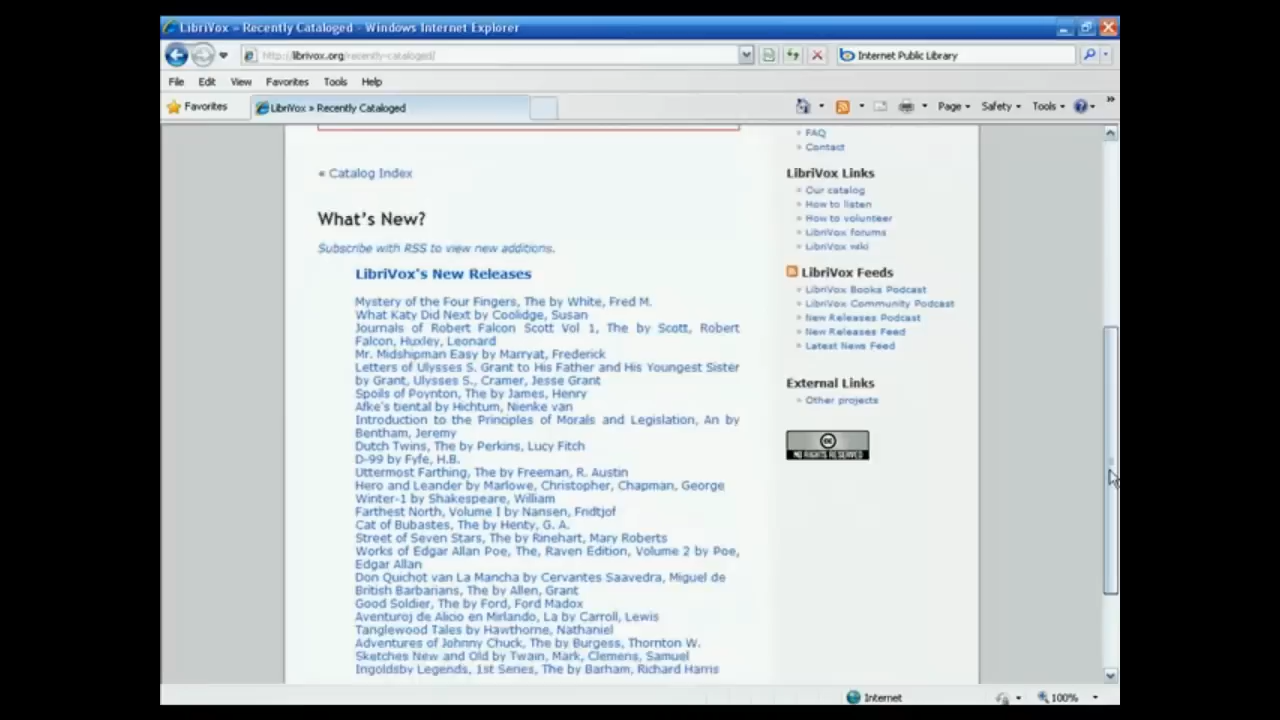 LibriVox » Recently Cataloged - Windows Internet Explorer
http://librivox.org/recently-cataloged/
Internet Public Library
File Edit View Favorites Tools Help
Favorites
LibriVox » Recently Cataloged
Page Safety Tools
FAQ
Contact
« Catalog Index
What's New?
Subscribe with RSS to view new additions.
LibriVox's New Releases
Mystery of the Four Fingers, The by White, Fred M.
What Katy Did Next by Coolidge, Susan
Journals of Robert Falcon Scott Vol 1, The by Scott, Robert
Falcon, Huxley, Leonard
Mr. Midshipman Easy by Marryat, Frederick
Letters of Ulysses S. Grant to His Father and His Youngest Sister
by Grant, Ulysses S., Cramer, Jesse Grant
Spoils of Poynton, The by James, Henry
Afke's tiental by Hichtum, Nienke van
Introduction to the Principles of Morals and Legislation, An by
Bentham, Jeremy
Dutch Twins, The by Perkins, Lucy Fitch
D-99 by Fyfe, H.B.
Uttermost Farthing, The by Freeman, R. Austin
Hero and Leander by Marlowe, Christopher, Chapman, George
Winter-1 by Shakespeare, William
Farthest North, Volume I by Nansen, Fridtjof
Cat of Bubastes, The by Henty, G. A.
Street of Seven Stars, The by Rinehart, Mary Roberts
Works of Edgar Allan Poe, The, Raven Edition, Volume 2 by Poe,
Edgar Allan
Don Quichot van La Mancha by Cervantes Saavedra, Miguel de
British Barbarians, The by Allen, Grant
Good Soldier, The by Ford, Ford Madox
Aventuroj de Alicio en Mirlando, La by Carroll, Lewis
Tanglewood Tales by Hawthorne, Nathaniel
Adventures of Johnny Chuck, The by Burgess, Thornton W.
Sketches New and Old by Twain, Mark, Clemens, Samuel
Ingoldsby Legends, 1st Series, The by Barham, Richard Harris
LibriVox Links
Our catalog
How to listen
How to volunteer
LibriVox forums
LibriVox wiki
LibriVox Feeds
LibriVox Books Podcast
LibriVox Community Podcast
New Releases Podcast
New Releases Feed
Latest News Feed
External Links
Other projects
cc
NO RIGHTS RESERVED
Internet
100%